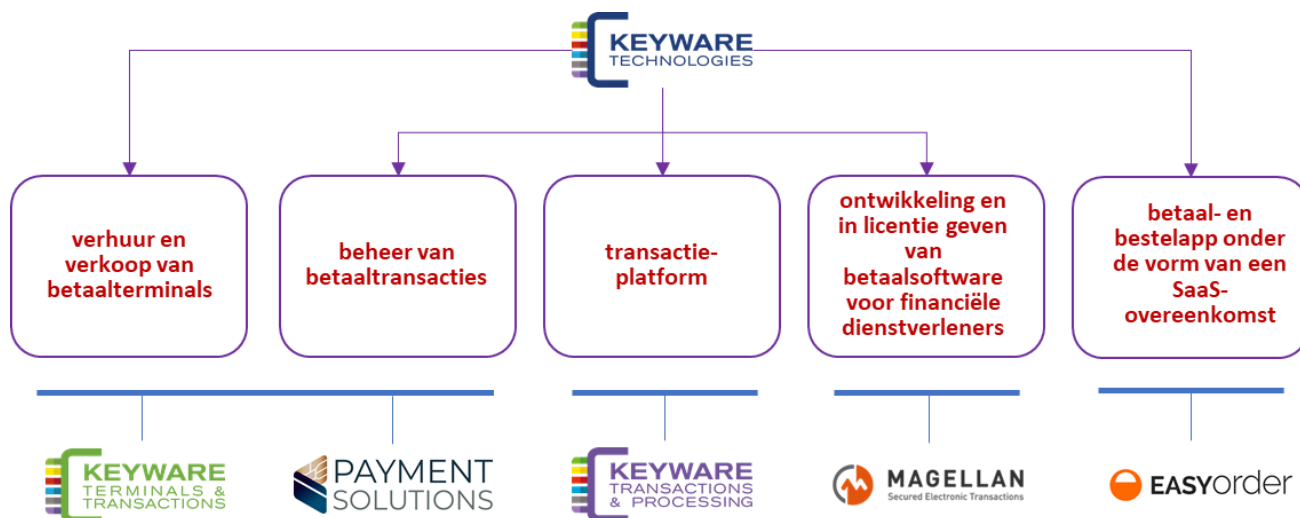 KEYWARE
TECHNOLOGIES
verhuur en
verkoop van
betaalterminals
beheer van
betaaltransacties
transactie-
platform
ontwikkeling en
in licentie geven
van
betaalsoftware
voor financiële
dienstverleners
betaal- en
bestelapp onder
de vorm van een
SaaS-
overeenkomst
KEYWARE
TERMINALS &
TRANSACTIONS
PAYMENT
SOLUTIONS
KEYWARE
TRANSACTIONS
& PROCESSING
MAGELLAN
Secured Electronic Transactions
EASYorder